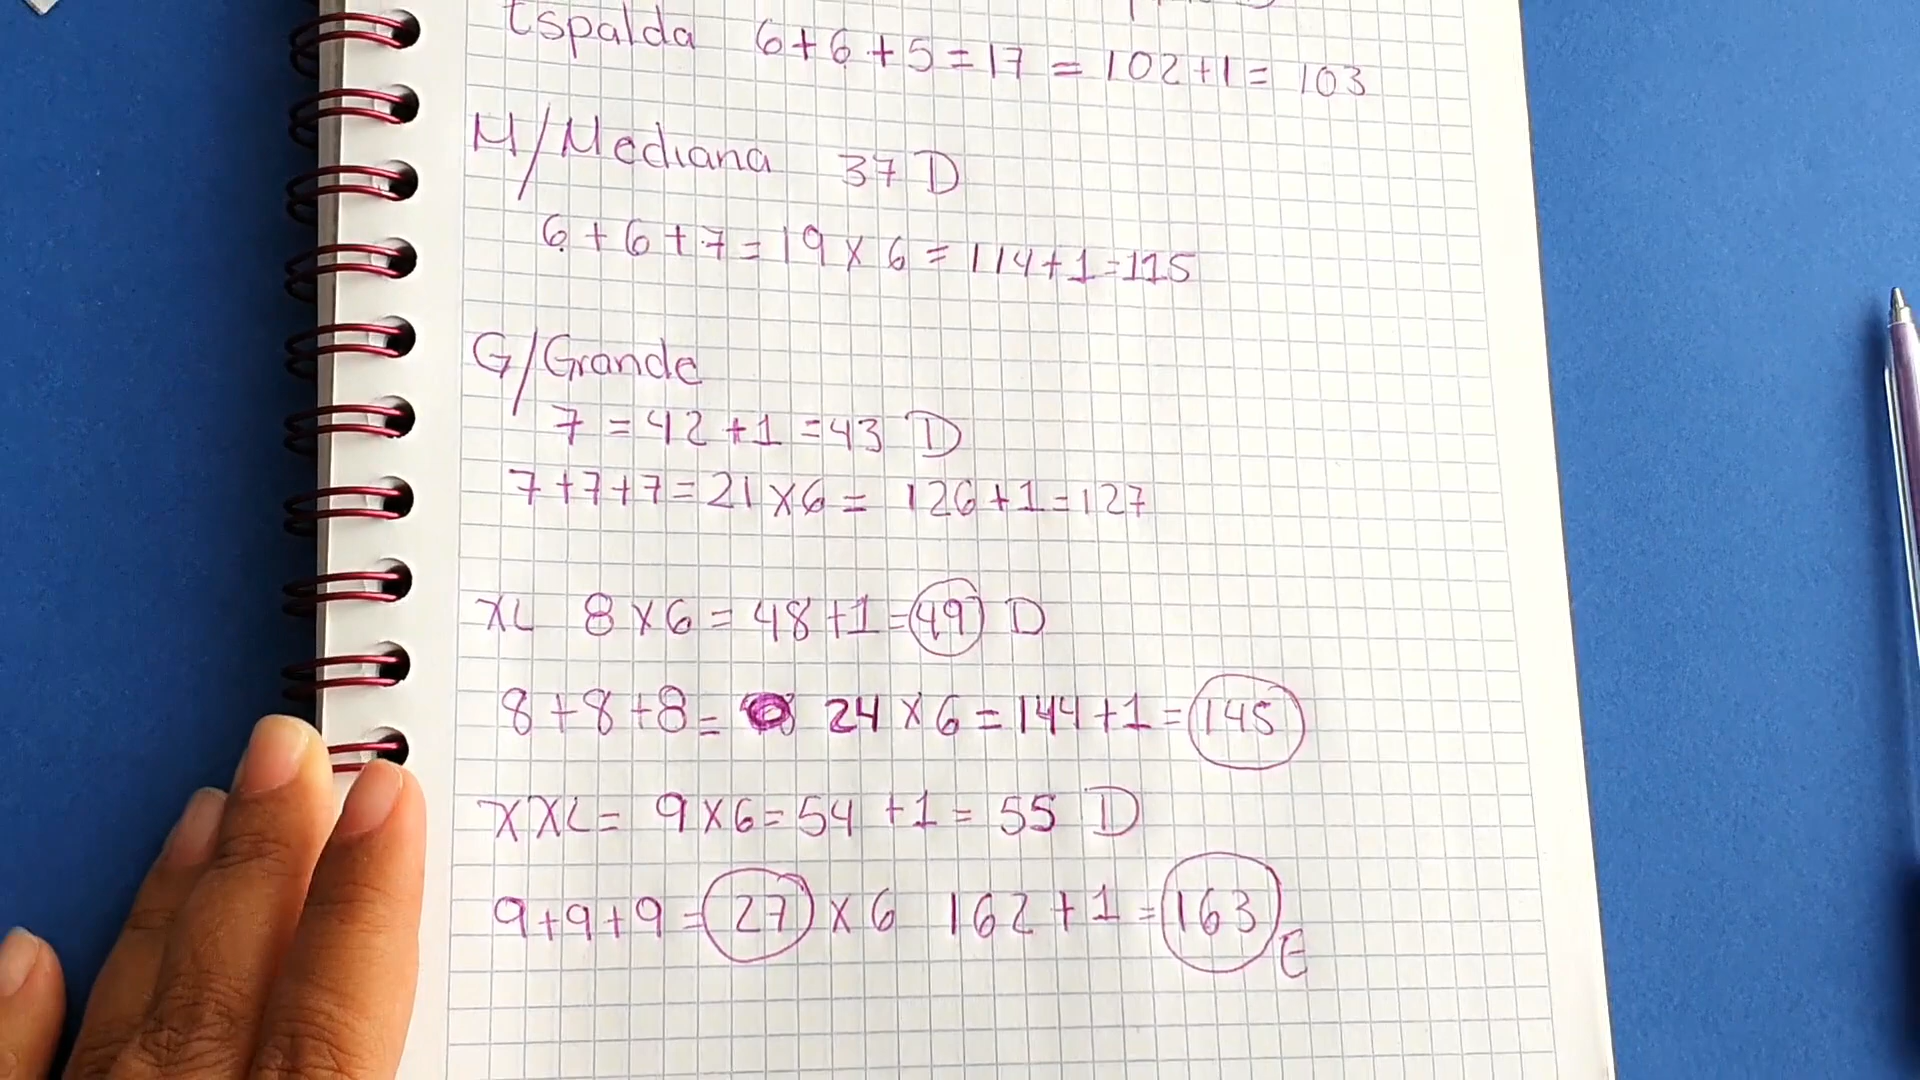 Espalda 6+6+5=17 = 102+1= 103
M/Mediana 37 D
6+6+7=19 x 6 = 114+1=115
G/Grande
7 = 42 +1 =43 D
7+7+7=21 x6 = 126+1=127
XL 8 x6 = 48+1=49 D
8+8+8= 24 x 6 =144+1=145
XXL= 9x6=54 +1= 55 D
9+9+9=27 x 6 162+1=163 E